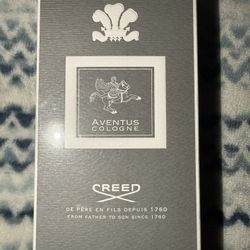 AVENTUS
COLOGNE
CREED
DE PÈRE EN FILS DEPUIS 1760
FROM FATHER TO SON SINCE 1760